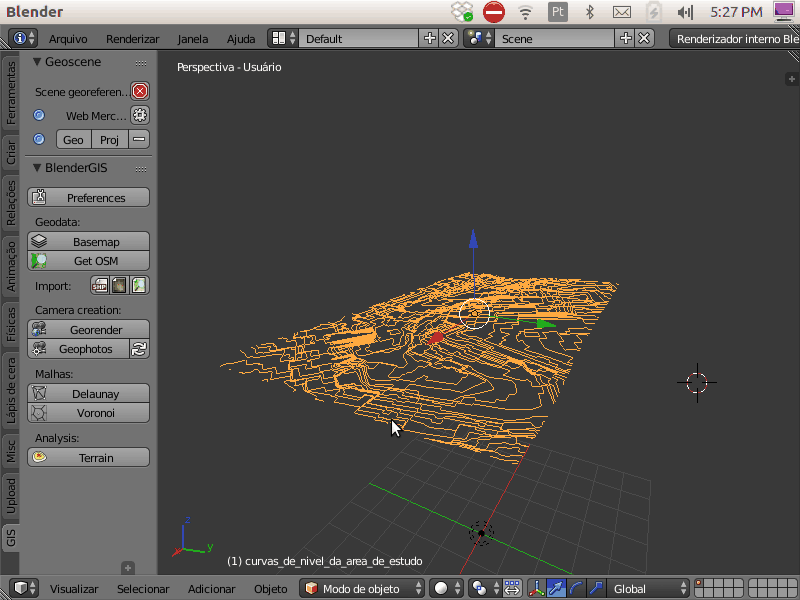 Blender
Pt
5:27 PM
Arquivo Renderizar Janela Ajuda Default Scene Renderizador interno Ble
Geoscene
Perspectiva - Usuário
Scene georeferen...
Web Merc...
Geo Proj
BlenderGIS
Preferences
Geodata:
Basemap
Get OSM
Import:
SHP
Camera creation:
Georender
Geophotos
Malhas:
Delaunay
Voronoi
Analysis:
Terrain
Ferramentas
Criar
Relações
Animação
Físicas
Lápis de cera
Misc
Upload
GIS
z
y
x
(1) curvas_de_nivel_da_area_de_estudo
Visualizar Selecionar Adicionar Objeto Modo de objeto Global